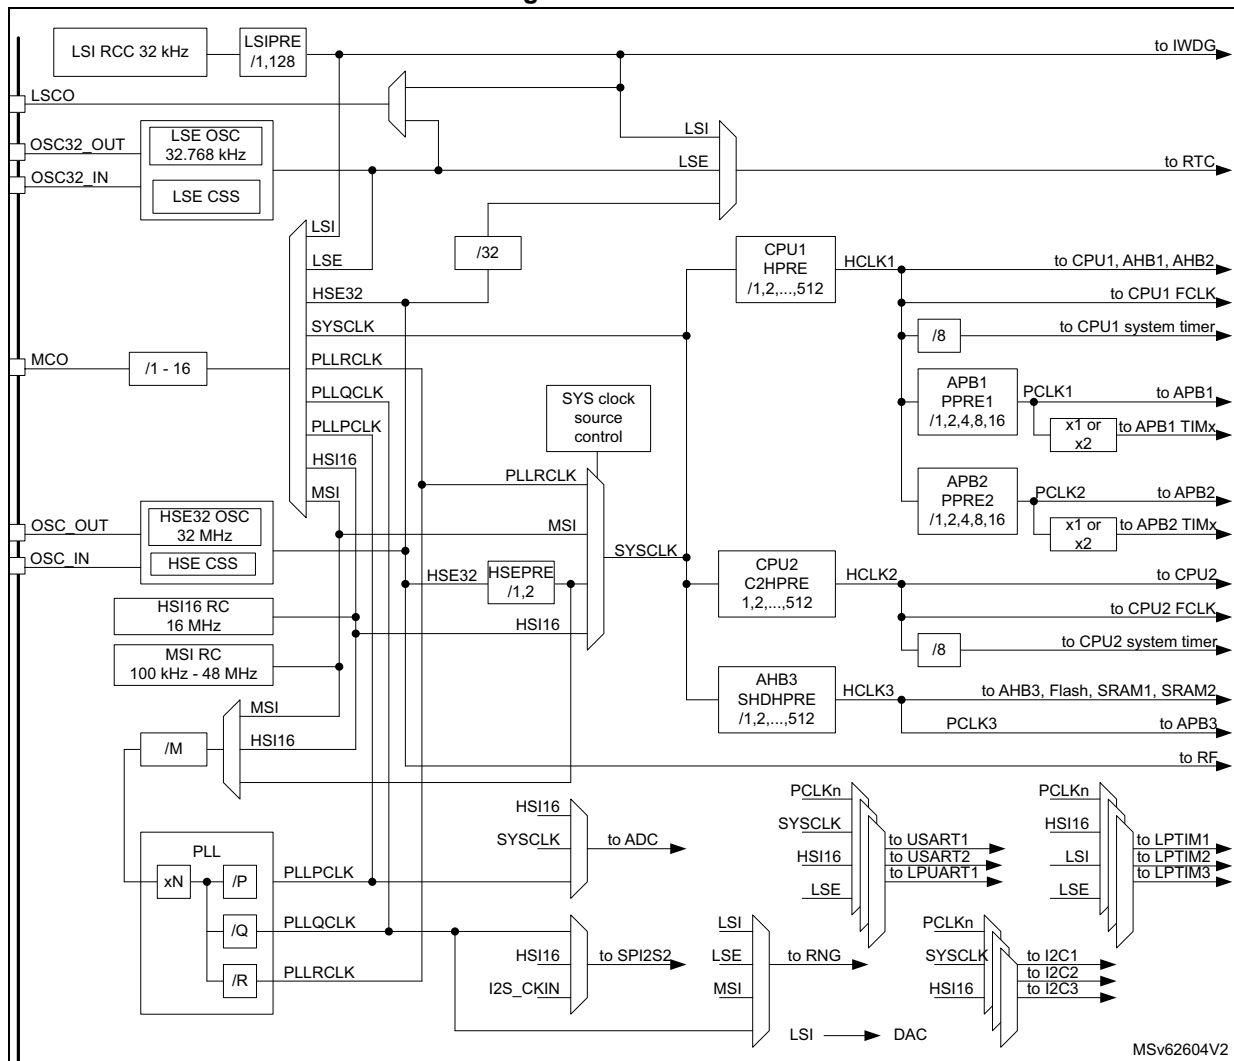 LSI RCC 32 kHz
LSIPRE
/1,128
to IWDG
LSCO
OSC32_OUT
LSE OSC
32.768 kHz
OSC32_IN
LSE CSS
LSI
LSE
to RTC
LSI
LSE
HSE32
SYSCLK
PLLRCLK
PLLQCLK
PLLPCLK
HSI16
MSI
/32
MCO
/1 - 16
CPU1
HPRE
/1,2,...,512
HCLK1
to CPU1, AHB1, AHB2
to CPU1 FCLK
/8
to CPU1 system timer
APB1
PPRE1
/1,2,4,8,16
PCLK1
to APB1
x1 or
x2
to APB1 TIMx
APB2
PPRE2
/1,2,4,8,16
PCLK2
to APB2
x1 or
x2
to APB2 TIMx
SYS clock
source
control
PLLRCLK
MSI
HSE32
HSEPRE
/1,2
HSI16
SYSCLK
OSC_OUT
HSE32 OSC
32 MHz
OSC_IN
HSE CSS
HSI16 RC
16 MHz
MSI RC
100 kHz - 48 MHz
CPU2
C2HPRE
1,2,...,512
HCLK2
to CPU2
to CPU2 FCLK
/8
to CPU2 system timer
AHB3
SHDHPRE
/1,2,...,512
HCLK3
to AHB3, Flash, SRAM1, SRAM2
PCLK3
to APB3
to RF
MSI
HSI16
/M
PLL
xN
/P
PLLPCLK
/Q
PLLQCLK
/R
PLLRCLK
HSI16
SYSCLK
to ADC
HSI16
I2S_CKIN
to SPI2S2
PCLKn
SYSCLK
HSI16
LSE
to USART1
to USART2
to LPUART1
PCLKn
HSI16
LSI
LSE
to LPTIM1
to LPTIM2
to LPTIM3
LSI
LSE
MSI
to RNG
PCLKn
SYSCLK
HSI16
to I2C1
to I2C2
to I2C3
LSI
DAC
MSv62604V2